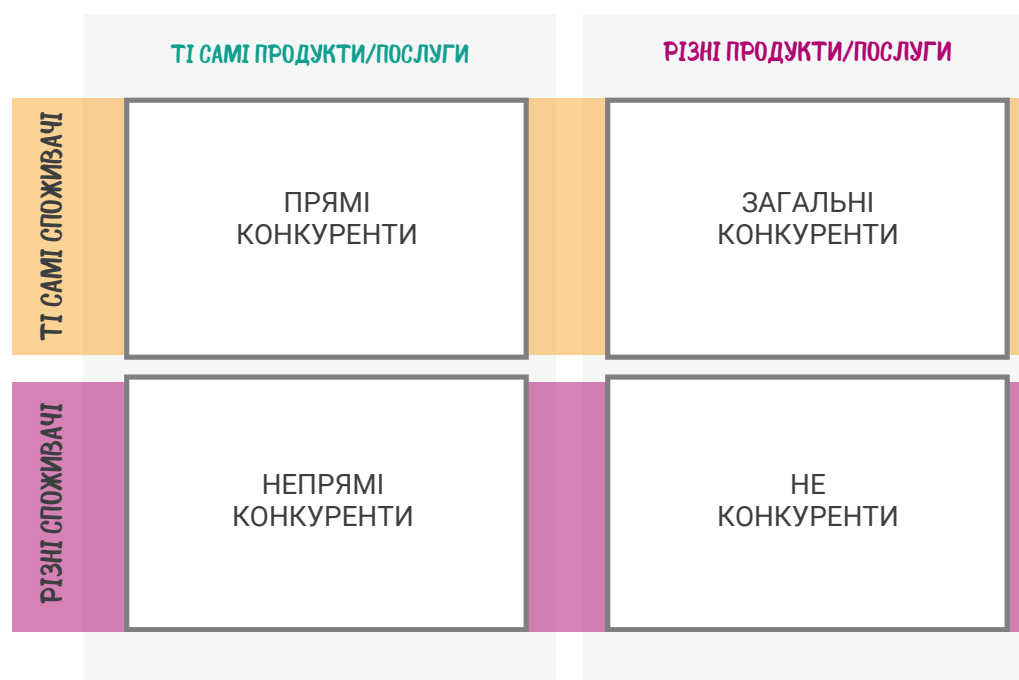 ТІ САМІ ПРОДУКТИ/ПОСЛУГИ
РІЗНІ ПРОДУКТИ/ПОСЛУГИ
ТІ САМІ СПОЖИВАЧІ
ПРЯМІ
КОНКУРЕНТИ
ЗАГАЛЬНІ
КОНКУРЕНТИ
РІЗНІ СПОЖИВАЧІ
НЕПРЯМІ
КОНКУРЕНТИ
НЕ
КОНКУРЕНТИ